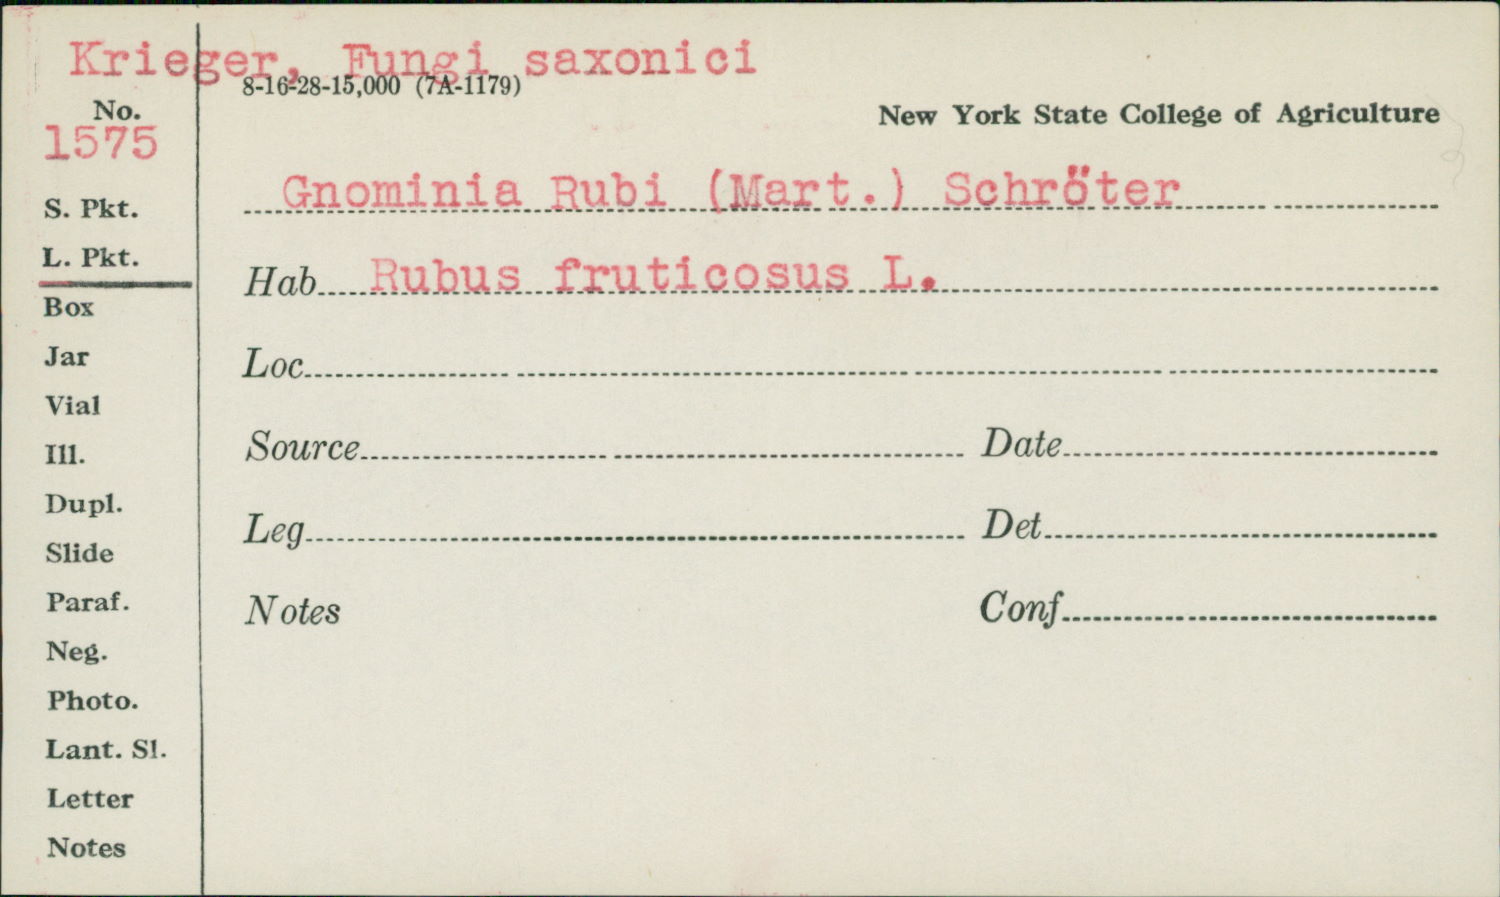 Krieger, Fungi saxonici
8-16-28-15,000 (7A-1179)
No.
1575
New York State College of Agriculture
Gnominia Rubi (Mart.) Schröter
S. Pkt.
L. Pkt.
Hab. Rubus fruticosus L.
Box
Jar
Loc.
Vial
Ill.
Source
Date
Dupl.
Slide
Leg.
Det.
Paraf.
Neg.
Notes
Conf.
Photo.
Lant. Sl.
Letter
Notes